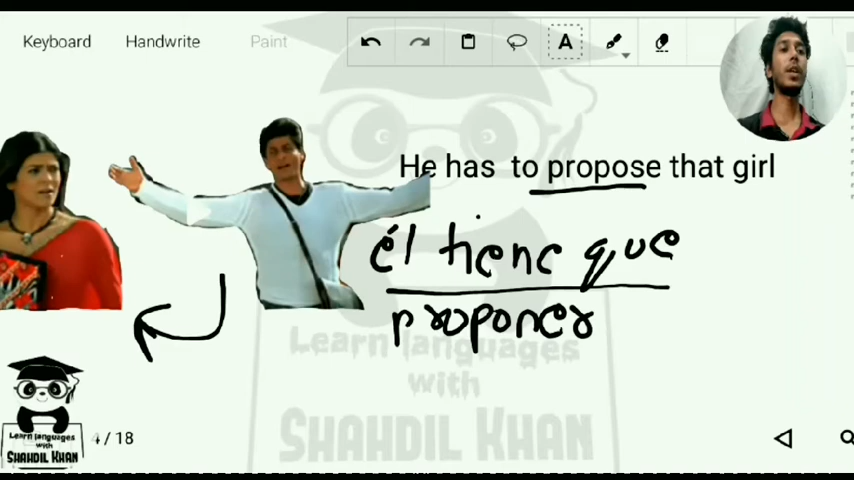 Keyboard Handwrite Paint
A
He has to propose that girl
él tiene que
proponer
Learn languages
with
SHAHDIL KHAN
Learn languages
with
SHAHDIL KHAN
4/18